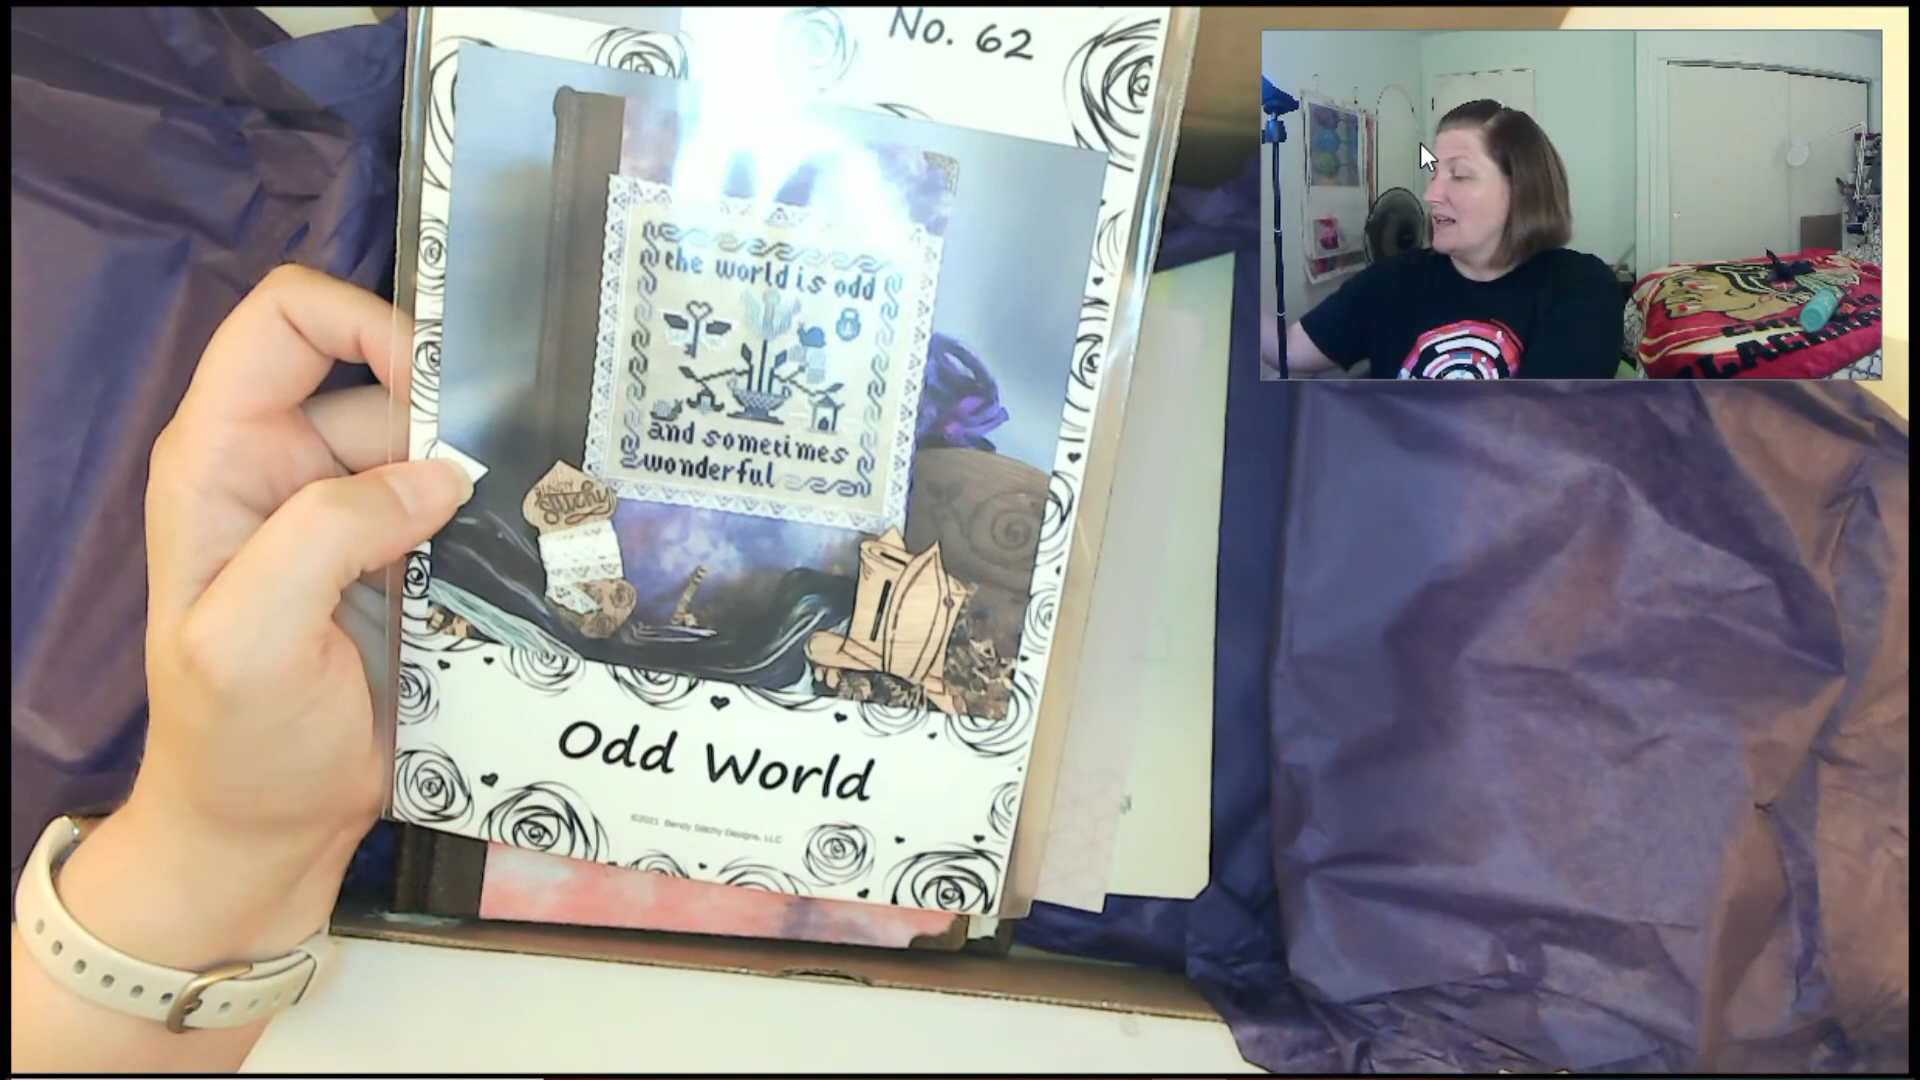 No. 62
the world is odd
and sometimes
wonderful
Odd World
©2021 Bendy Stitchy Designs, LLC